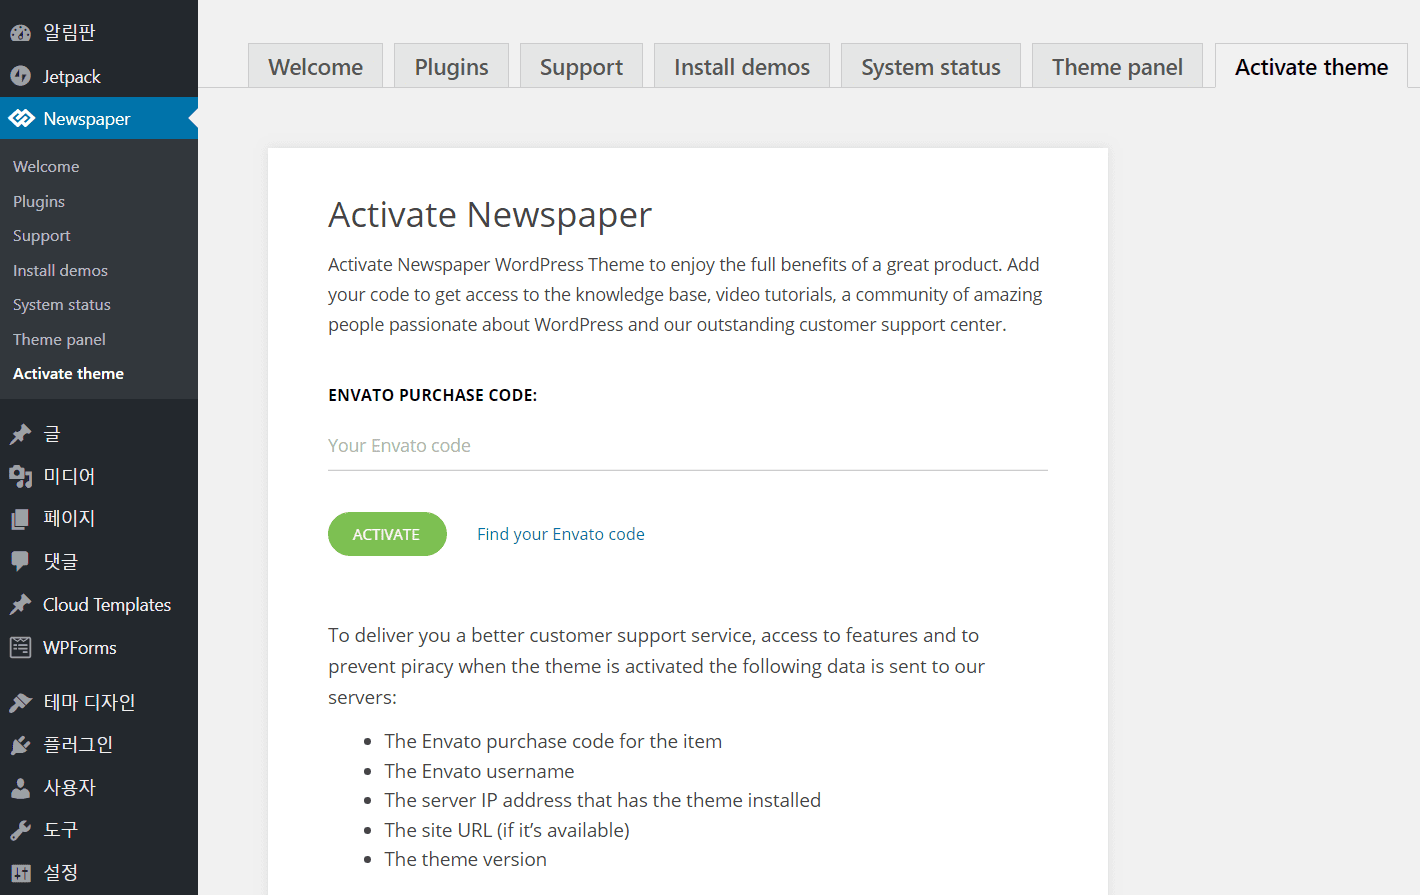 알림판
Jetpack
Newspaper
Welcome
Plugins
Support
Install demos
System status
Theme panel
Activate theme
글
미디어
페이지
댓글
Cloud Templates
WPForms
테마 디자인
플러그인
사용자
도구
설정
Welcome
Plugins
Support
Install demos
System status
Theme panel
Activate theme
Activate Newspaper
Activate Newspaper WordPress Theme to enjoy the full benefits of a great product. Add
your code to get access to the knowledge base, video tutorials, a community of amazing
people passionate about WordPress and our outstanding customer support center.
ENVATO PURCHASE CODE:
Your Envato code
ACTIVATE
Find your Envato code
To deliver you a better customer support service, access to features and to
prevent piracy when the theme is activated the following data is sent to our
servers:
• The Envato purchase code for the item
• The Envato username
• The server IP address that has the theme installed
• The site URL (if it’s available)
• The theme version